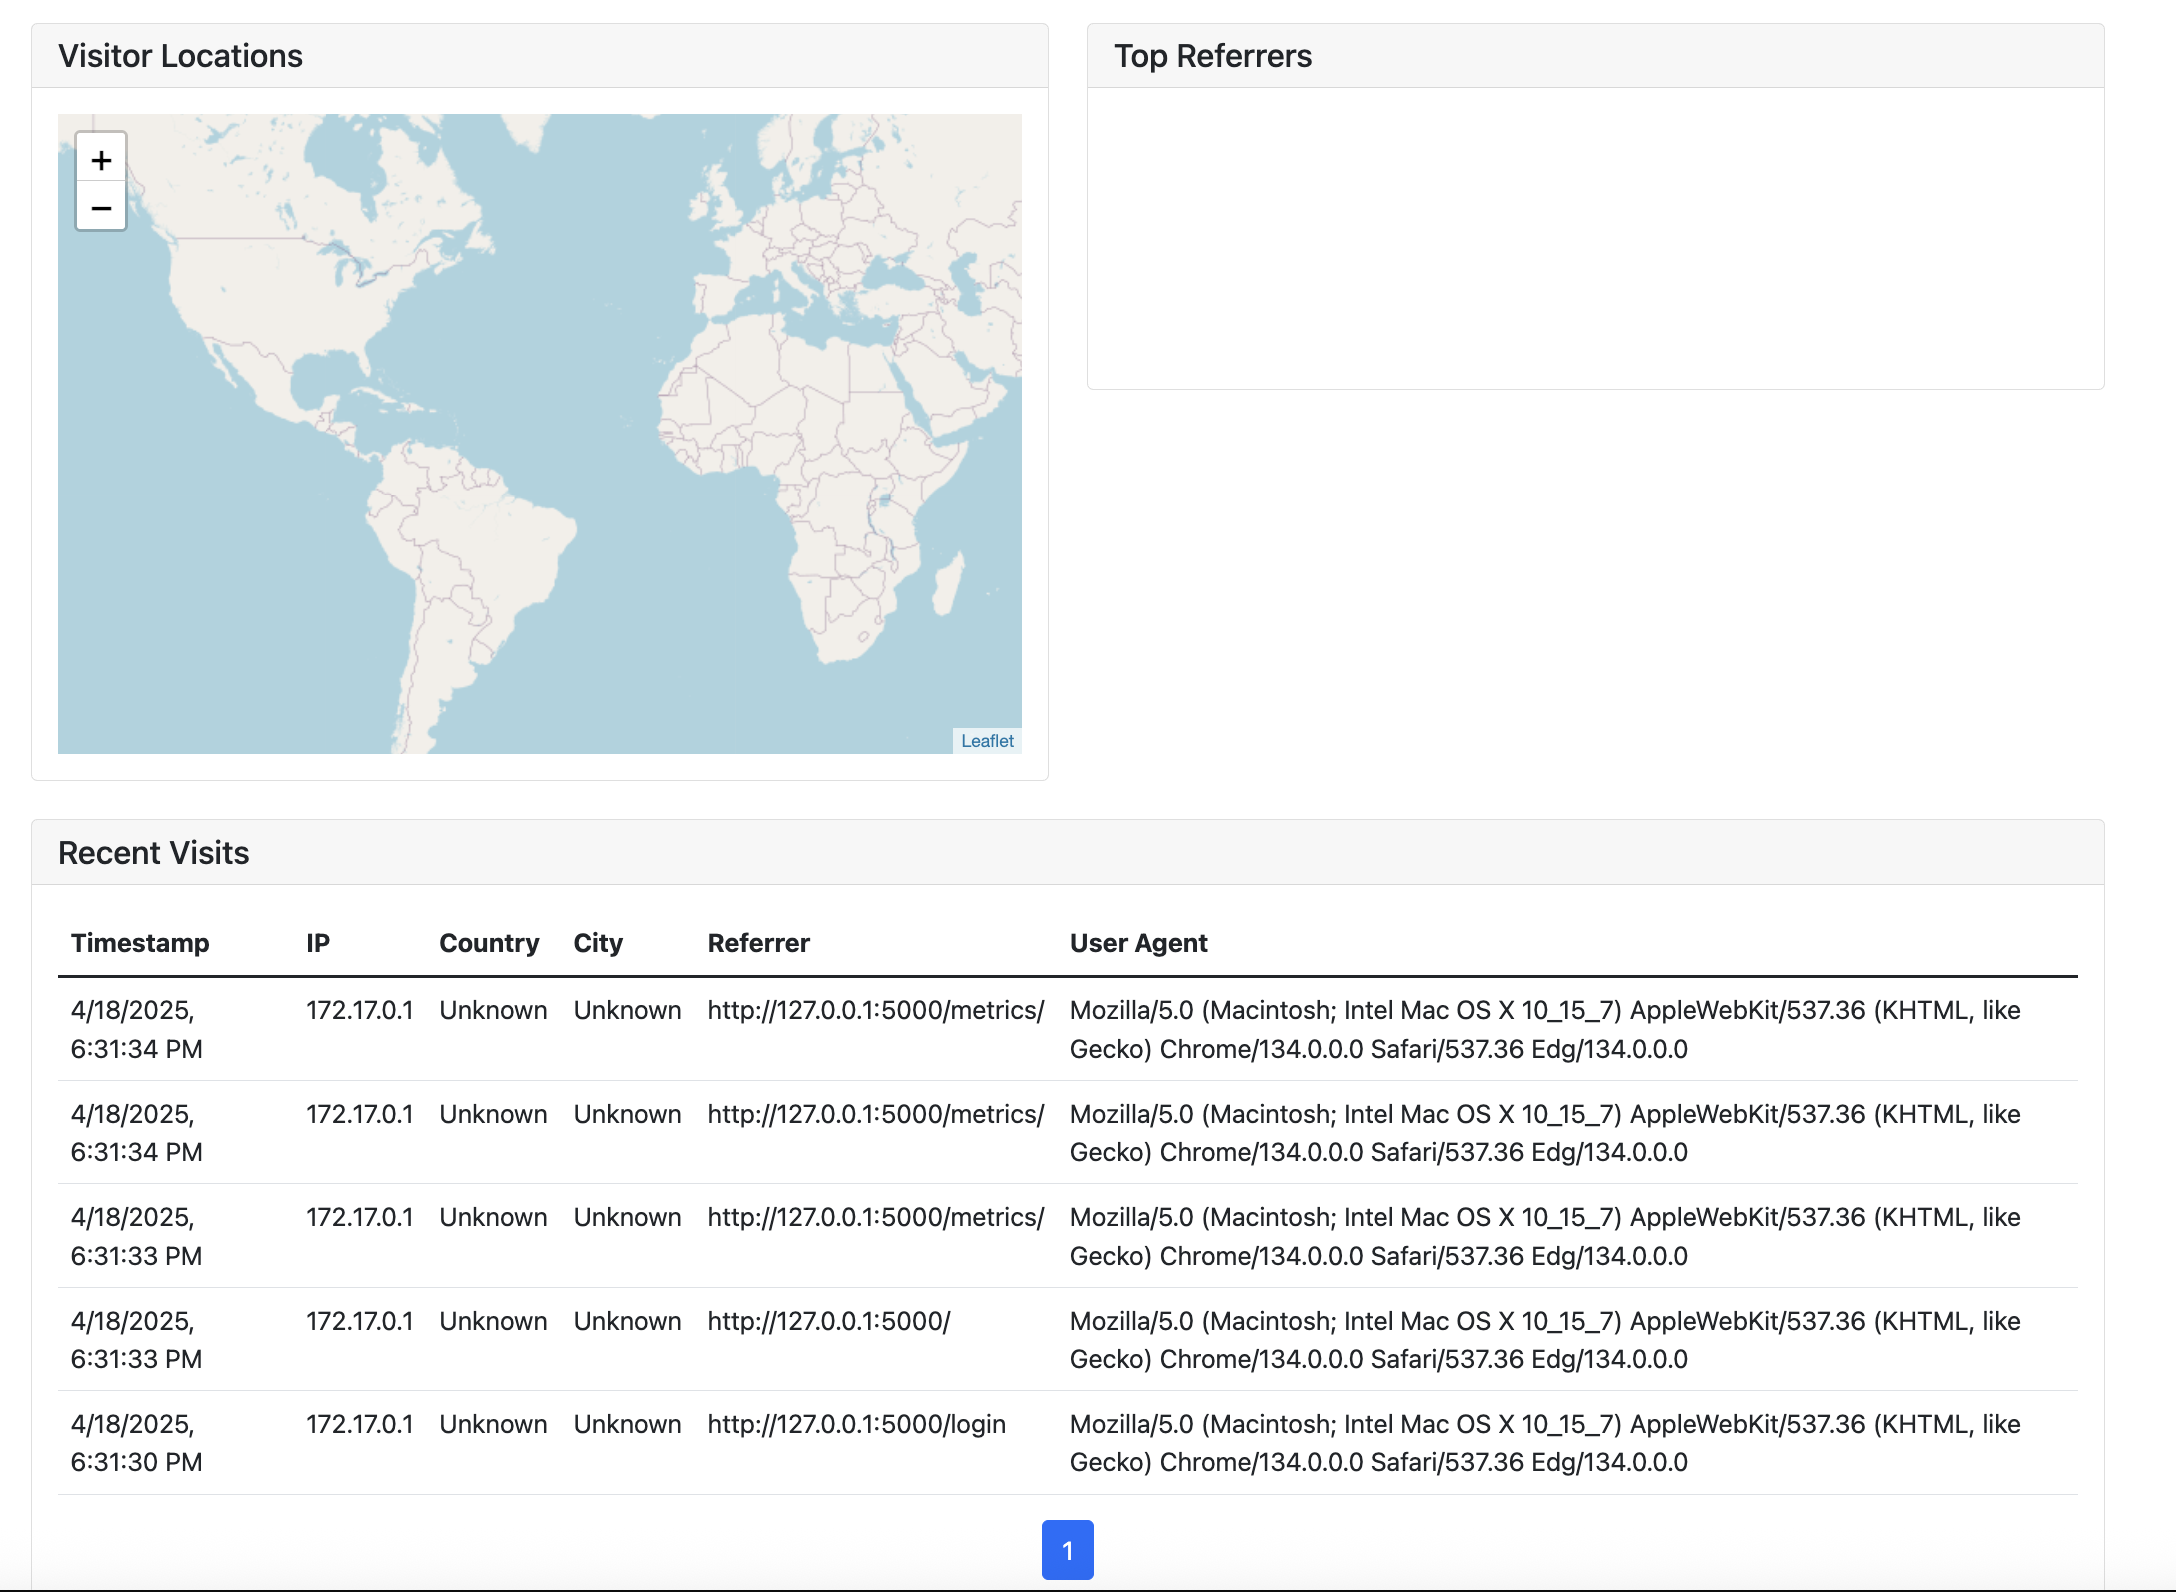 Visitor Locations
+
−
Leaflet
Top Referrers
Recent Visits
Timestamp IP Country City Referrer User Agent
4/18/2025, 172.17.0.1 Unknown Unknown http://127.0.0.1:5000/metrics/ Mozilla/5.0 (Macintosh; Intel Mac OS X 10_15_7) AppleWebKit/537.36 (KHTML, like
6:31:34 PM Gecko) Chrome/134.0.0.0 Safari/537.36 Edg/134.0.0.0
4/18/2025, 172.17.0.1 Unknown Unknown http://127.0.0.1:5000/metrics/ Mozilla/5.0 (Macintosh; Intel Mac OS X 10_15_7) AppleWebKit/537.36 (KHTML, like
6:31:34 PM Gecko) Chrome/134.0.0.0 Safari/537.36 Edg/134.0.0.0
4/18/2025, 172.17.0.1 Unknown Unknown http://127.0.0.1:5000/metrics/ Mozilla/5.0 (Macintosh; Intel Mac OS X 10_15_7) AppleWebKit/537.36 (KHTML, like
6:31:33 PM Gecko) Chrome/134.0.0.0 Safari/537.36 Edg/134.0.0.0
4/18/2025, 172.17.0.1 Unknown Unknown http://127.0.0.1:5000/ Mozilla/5.0 (Macintosh; Intel Mac OS X 10_15_7) AppleWebKit/537.36 (KHTML, like
6:31:33 PM Gecko) Chrome/134.0.0.0 Safari/537.36 Edg/134.0.0.0
4/18/2025, 172.17.0.1 Unknown Unknown http://127.0.0.1:5000/login Mozilla/5.0 (Macintosh; Intel Mac OS X 10_15_7) AppleWebKit/537.36 (KHTML, like
6:31:30 PM Gecko) Chrome/134.0.0.0 Safari/537.36 Edg/134.0.0.0
1